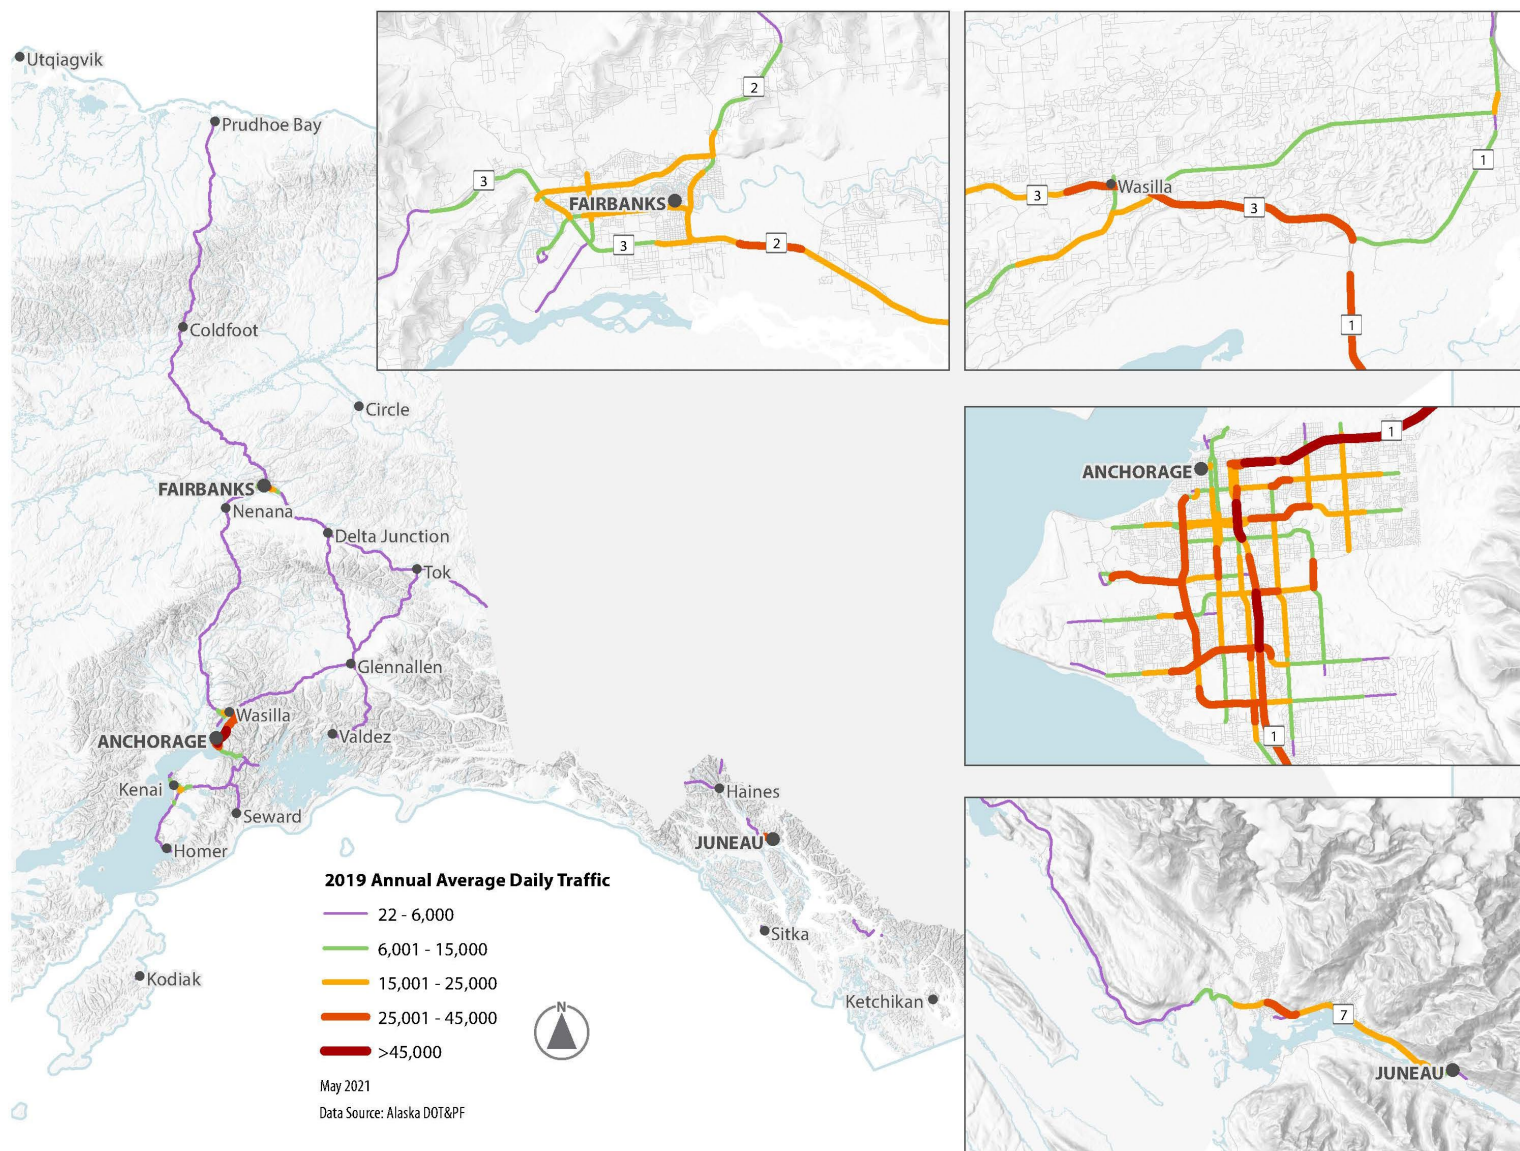 Utqiagvik
Prudhoe Bay
Coldfoot
Circle
FAIRBANKS
Nenana
Delta Junction
Tok
Glennallen
Wasilla
ANCHORAGE
Valdez
Kenai
Seward
Homer
Haines
JUNEAU
Sitka
Kodiak
Ketchikan
2
3
FAIRBANKS
3
2
1
3
Wasilla
3
1
1
ANCHORAGE
1
7
JUNEAU
2019 Annual Average Daily Traffic
22 - 6,000
6,001 - 15,000
15,001 - 25,000
25,001 - 45,000
>45,000
N
May 2021
Data Source: Alaska DOT&PF